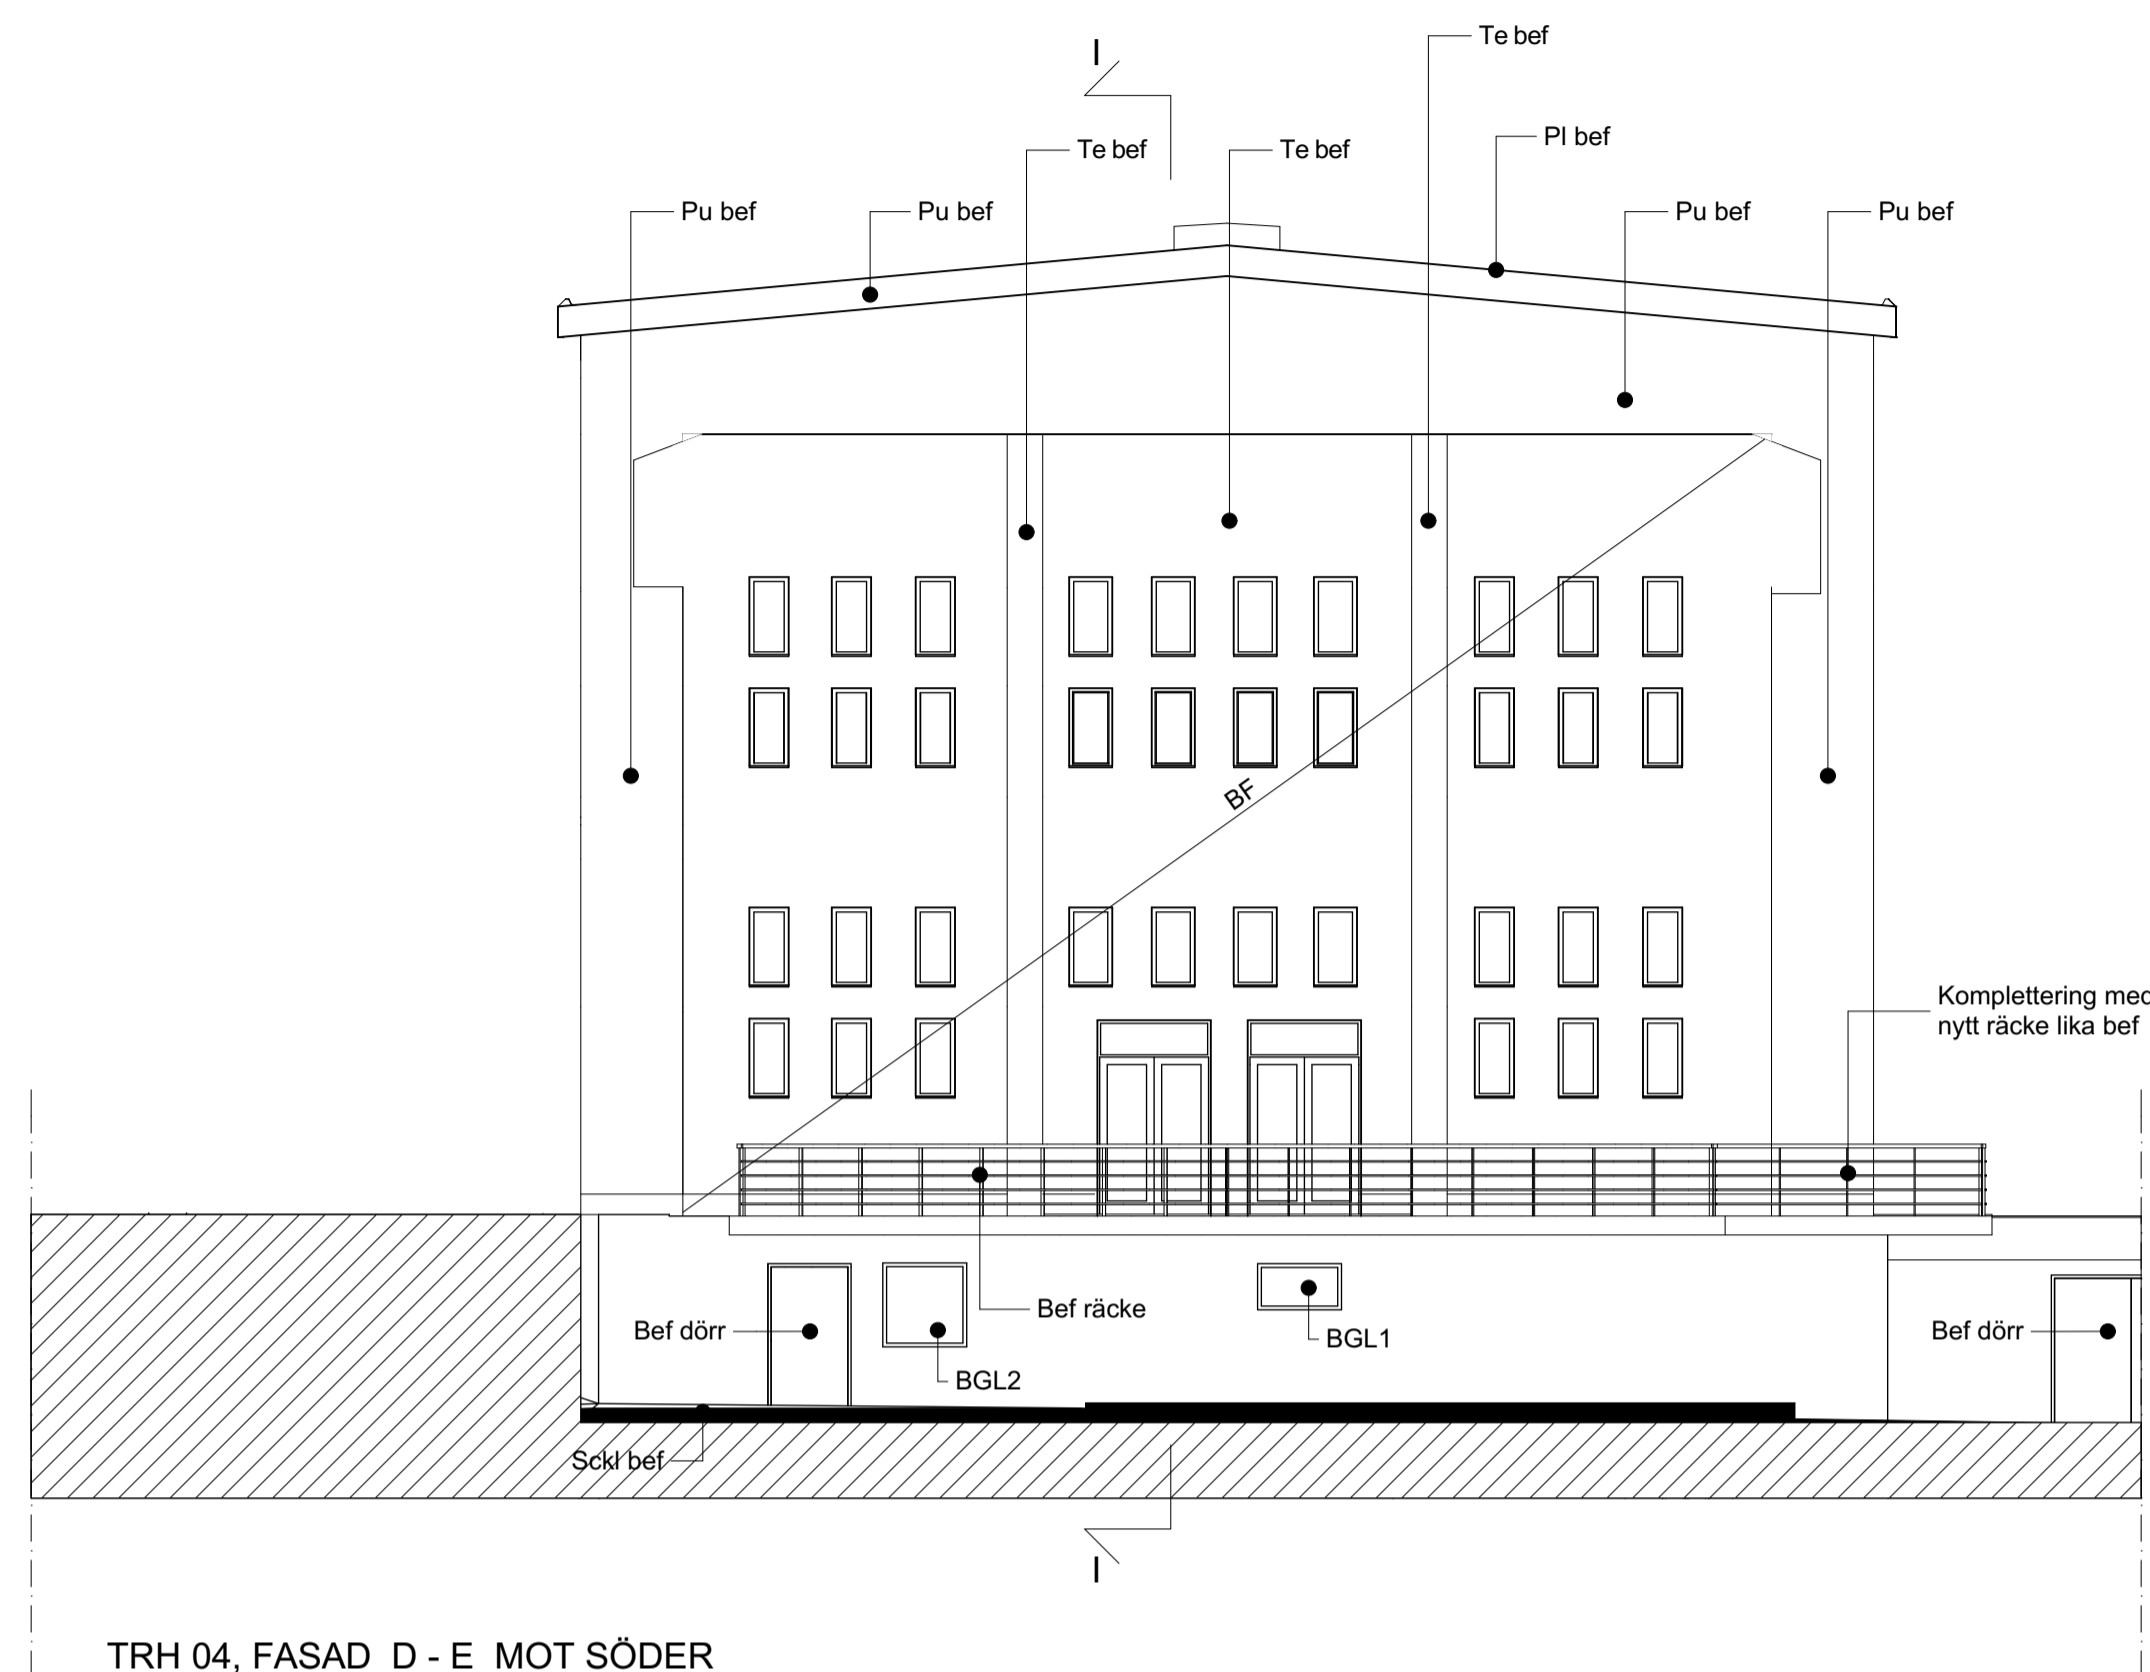 Te bef
I
Pl bef
Te bef
Te bef
Pu bef
Pu bef
Pu bef
Pu bef
BF
Komplettering med
nytt räcke lika bef
Bef räcke
Bef dörr
BGL1
Bef dörr
BGL2
Sckl bef
I
TRH 04, FASAD D - E MOT SÖDER